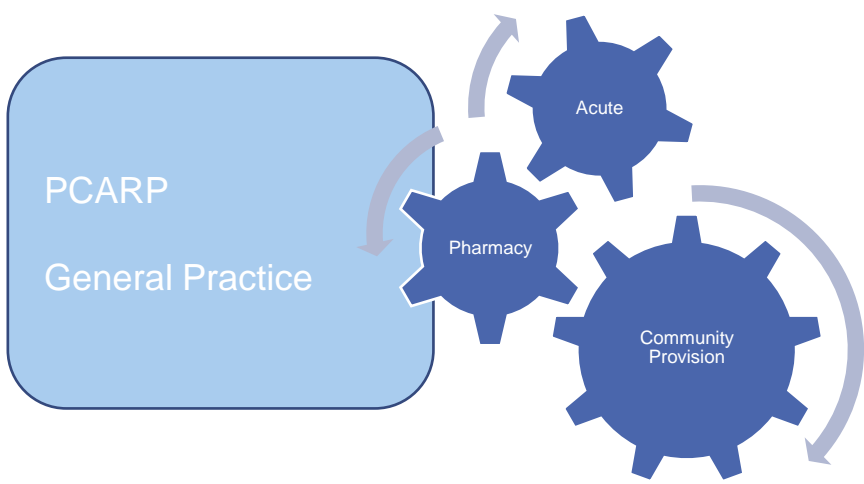 PCARP
General Practice
Acute
Pharmacy
Community
Provision